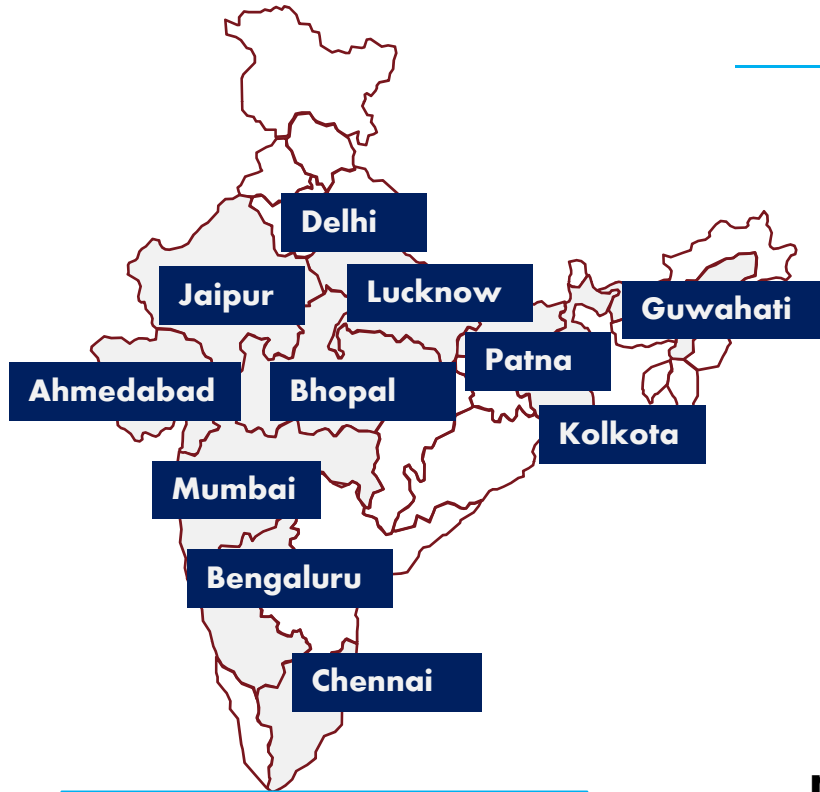 Delhi
Jaipur
Lucknow
Guwahati
Patna
Ahmedabad
Bhopal
Kolkota
Mumbai
Bengaluru
Chennai